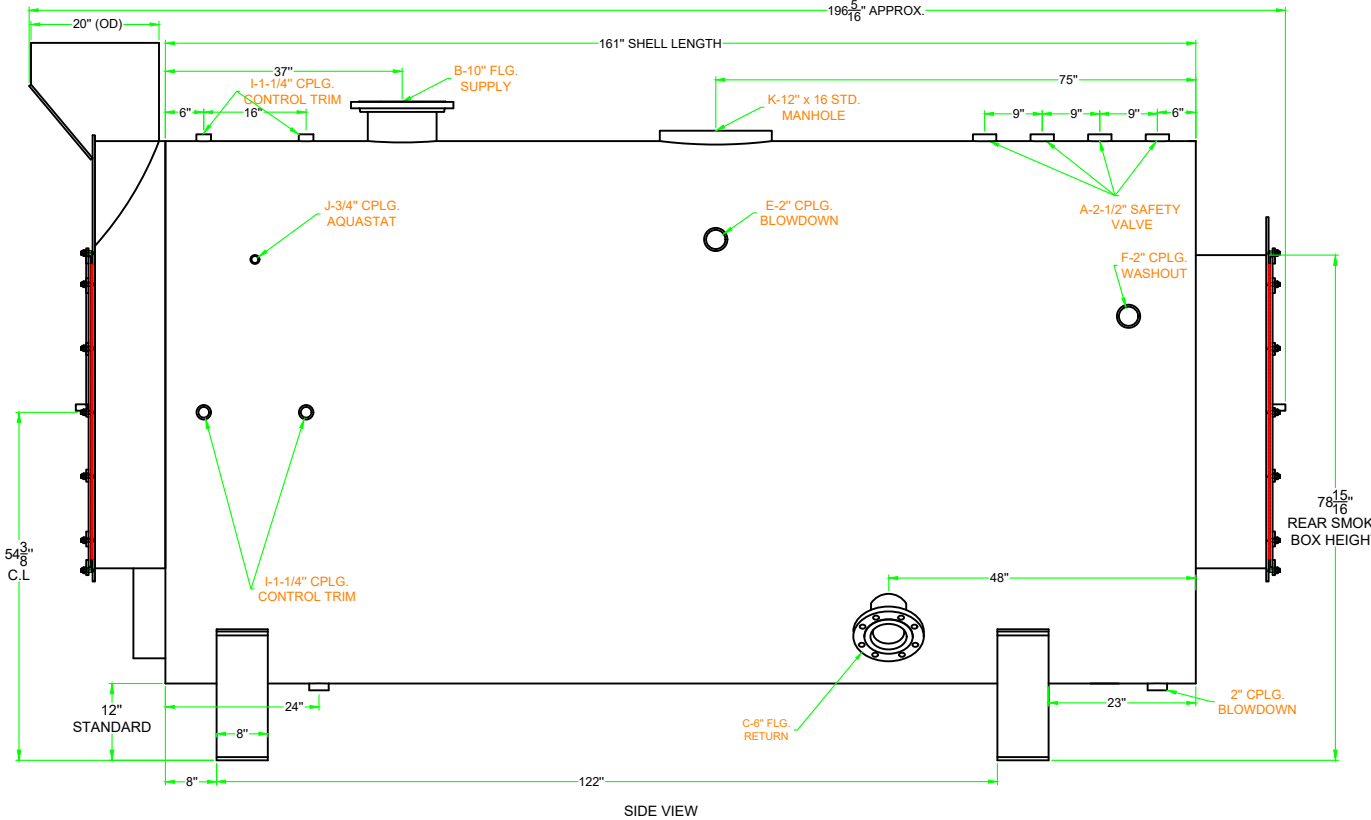 196 5/16" APPROX.
20" (OD)
161" SHELL LENGTH
37"
75"
B-10" FLG.
SUPPLY
I-1-1/4" CPLG.
CONTROL TRIM
K-12" x 16 STD.
MANHOLE
6"
16"
9"
9"
9"
6"
J-3/4" CPLG.
AQUASTAT
E-2" CPLG.
BLOWDOWN
A-2-1/2" SAFETY
VALVE
F-2" CPLG.
WASHOUT
78 15/16"
REAR SMOK
BOX HEIGH
54 3/8"
C.L
I-1-1/4" CPLG.
CONTROL TRIM
48"
12"
STANDARD
24"
8"
C-6" FLG.
RETURN
23"
2" CPLG.
BLOWDOWN
8"
122"
SIDE VIEW